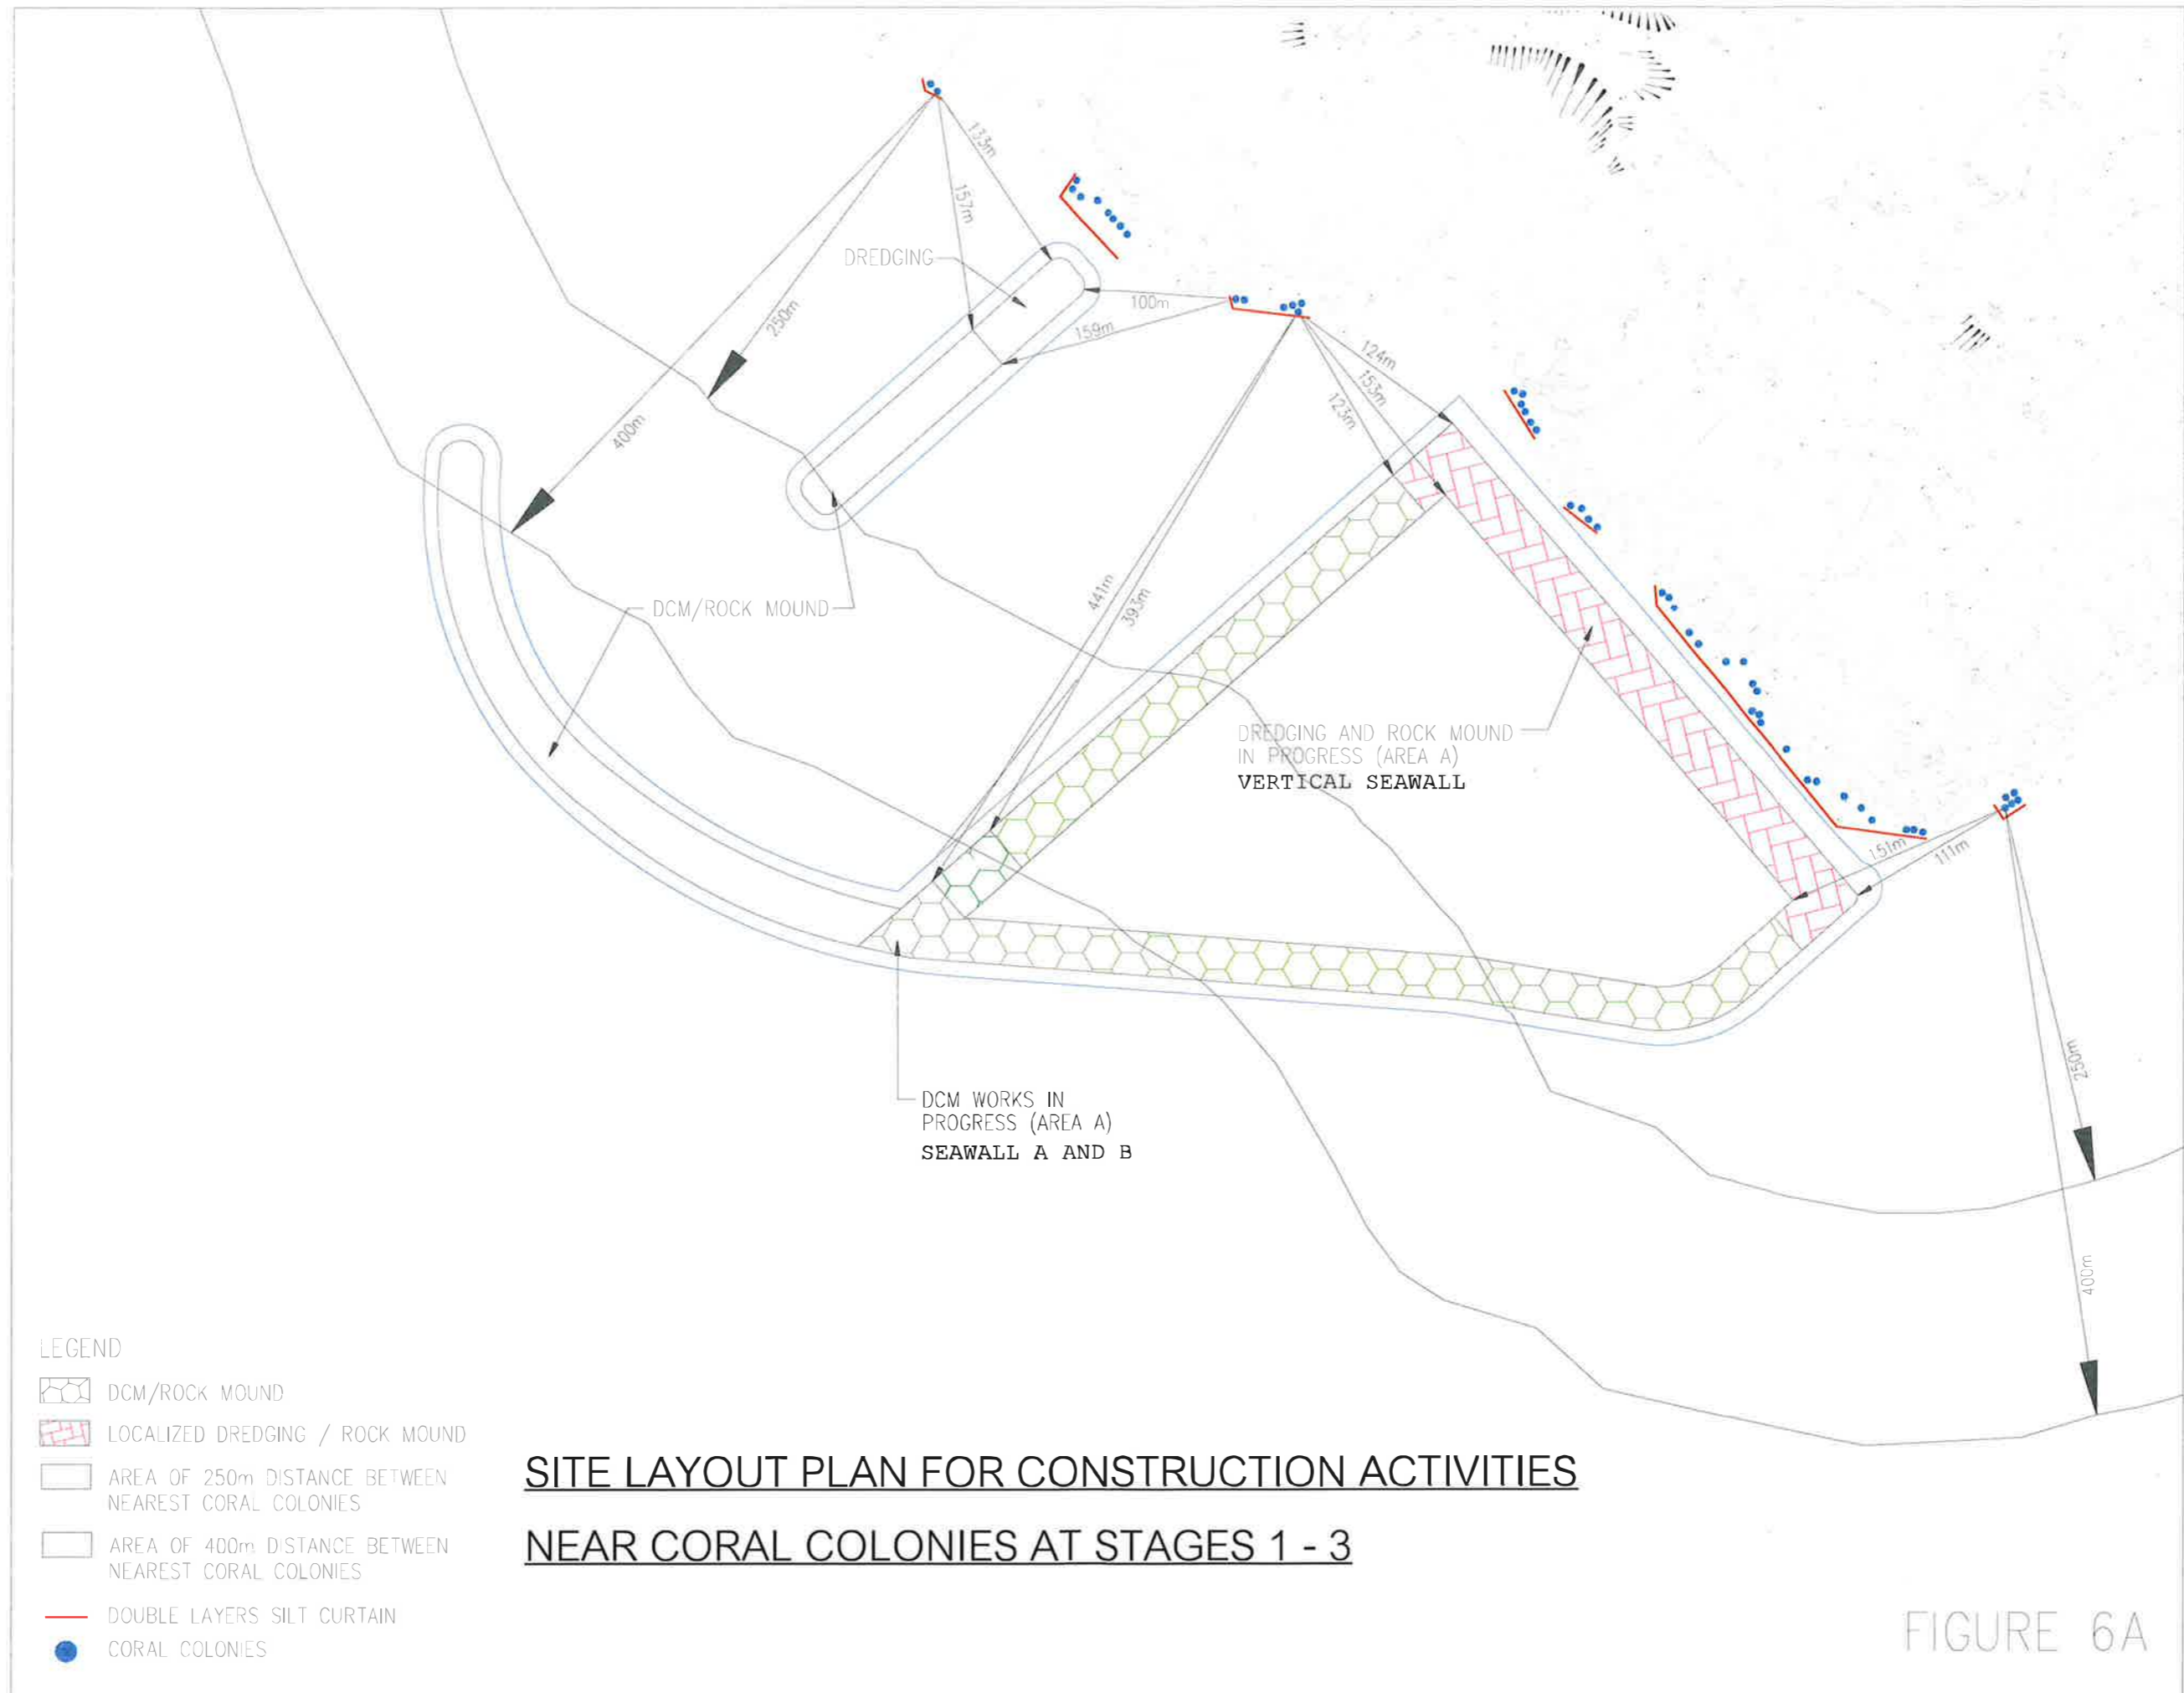 133m
157m
DREDGING
250m
100m
159m
400m
124m
153m
123m
441m
393m
DCM/ROCK MOUND
DREDGING AND ROCK MOUND
IN PROGRESS (AREA A)
VERTICAL SEAWALL
151m
111m
DCM WORKS IN
PROGRESS (AREA A)
SEAWALL A AND B
250m
400m
LEGEND
DCM/ROCK MOUND
LOCALIZED DREDGING / ROCK MOUND
AREA OF 250m DISTANCE BETWEEN
NEAREST CORAL COLONIES
AREA OF 400m DISTANCE BETWEEN
NEAREST CORAL COLONIES
DOUBLE LAYERS SILT CURTAIN
CORAL COLONIES
SITE LAYOUT PLAN FOR CONSTRUCTION ACTIVITIES
NEAR CORAL COLONIES AT STAGES 1 - 3
FIGURE 6A